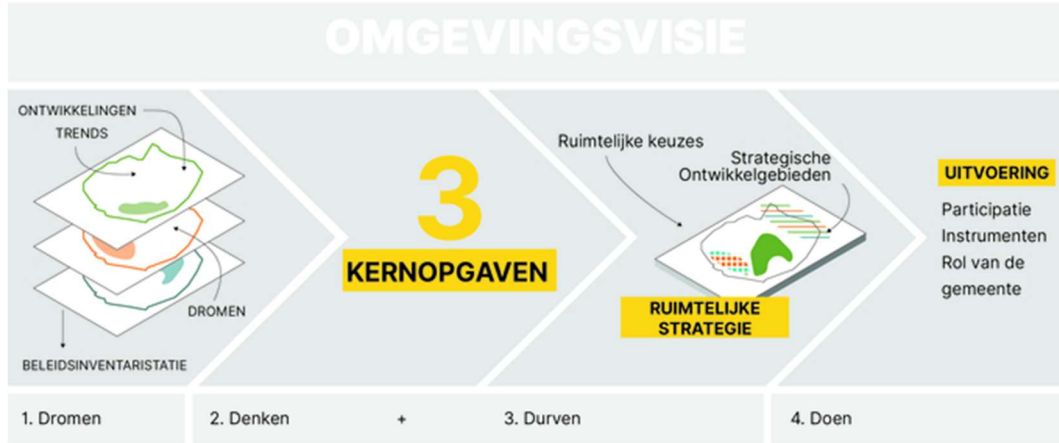 OMGEVINGSVISIE
ONTWIKKELINGEN
TRENDS
DROMEN
BELEIDSINVENTARISTATIE
3
KERNOPGAVEN
Ruimtelijke keuzes
Strategische
Ontwikkelgebieden
RUIMTELIJKE
STRATEGIE
UITVOERING
Participatie
Instrumenten
Rol van de
gemeente
1. Dromen
2. Denken + 3. Durven
4. Doen